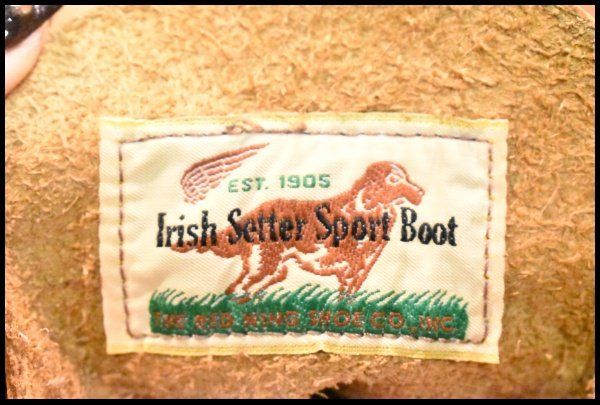 EST. 1905
Irish Setter Sport Boot
THE RED WING SHOE CO., INC.